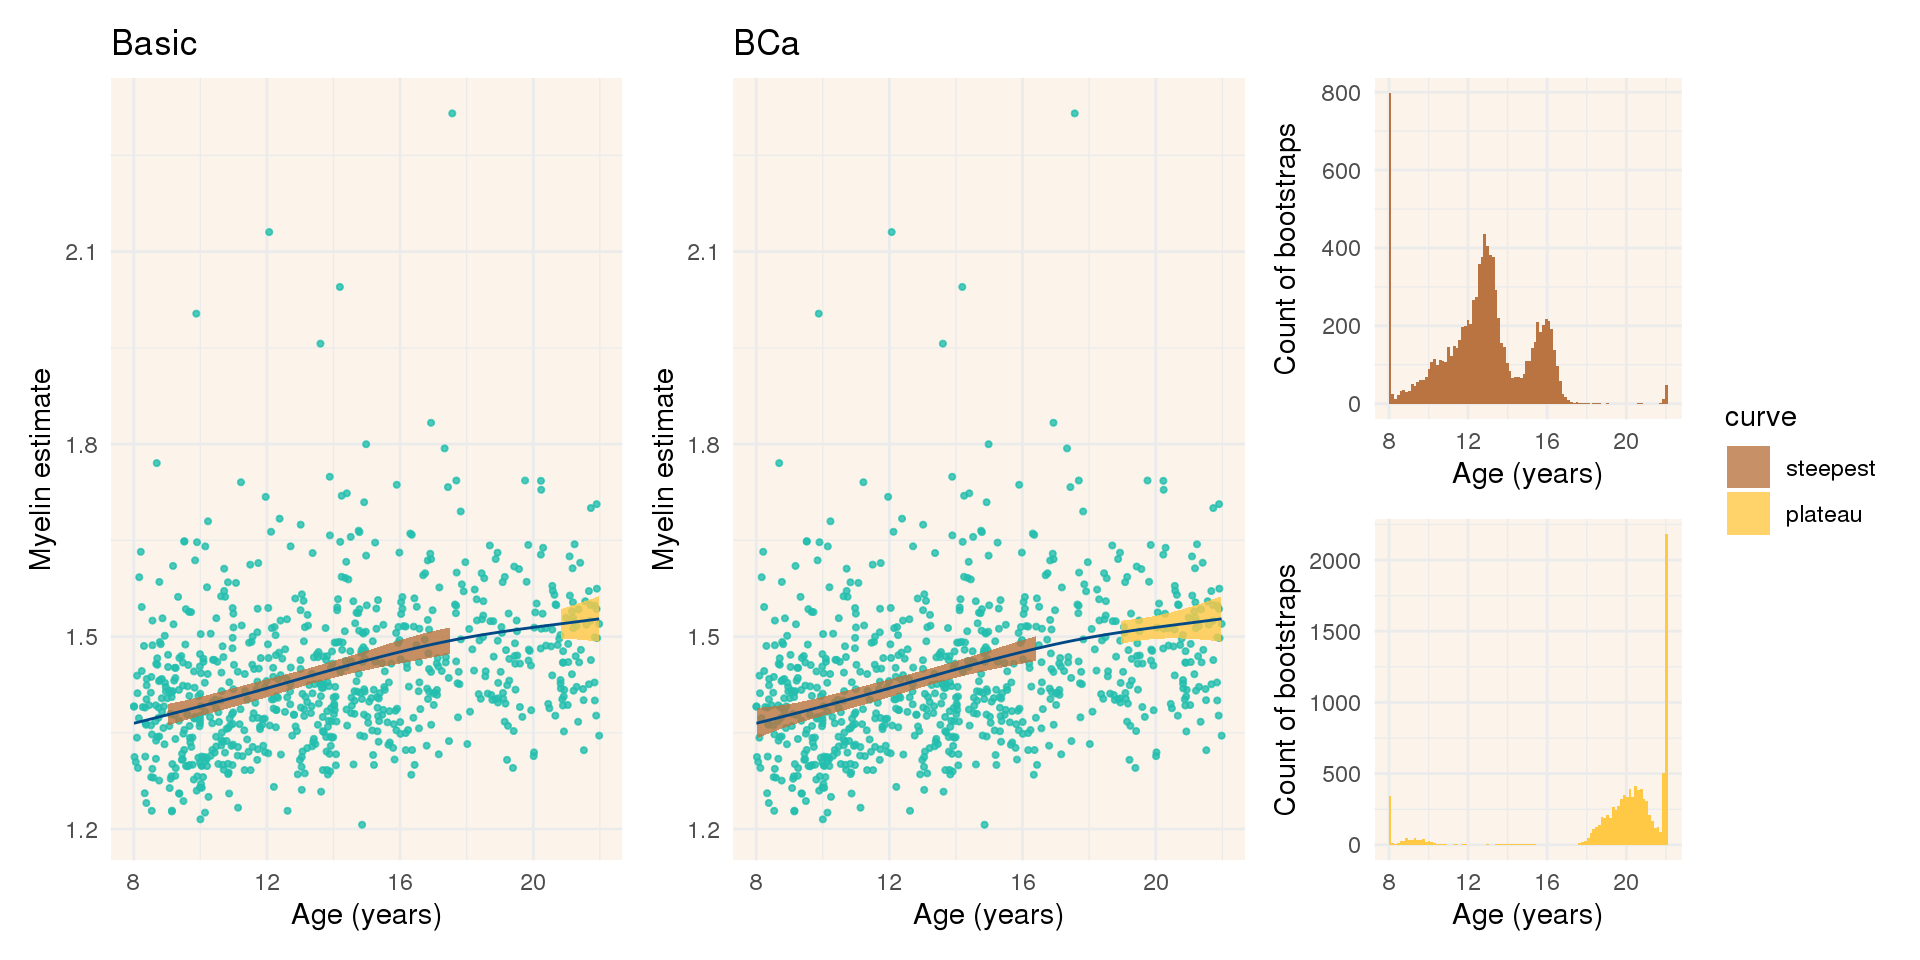 Basic
Myelin estimate
2.1
1.8
1.5
1.2
8 12 16 20
Age (years)
BCa
Myelin estimate
2.1
1.8
1.5
1.2
8 12 16 20
Age (years)
Count of bootstraps
800
600
400
200
0
8 12 16 20
Age (years)
Count of bootstraps
2000
1500
1000
500
0
8 12 16 20
Age (years)
curve
steepest
plateau